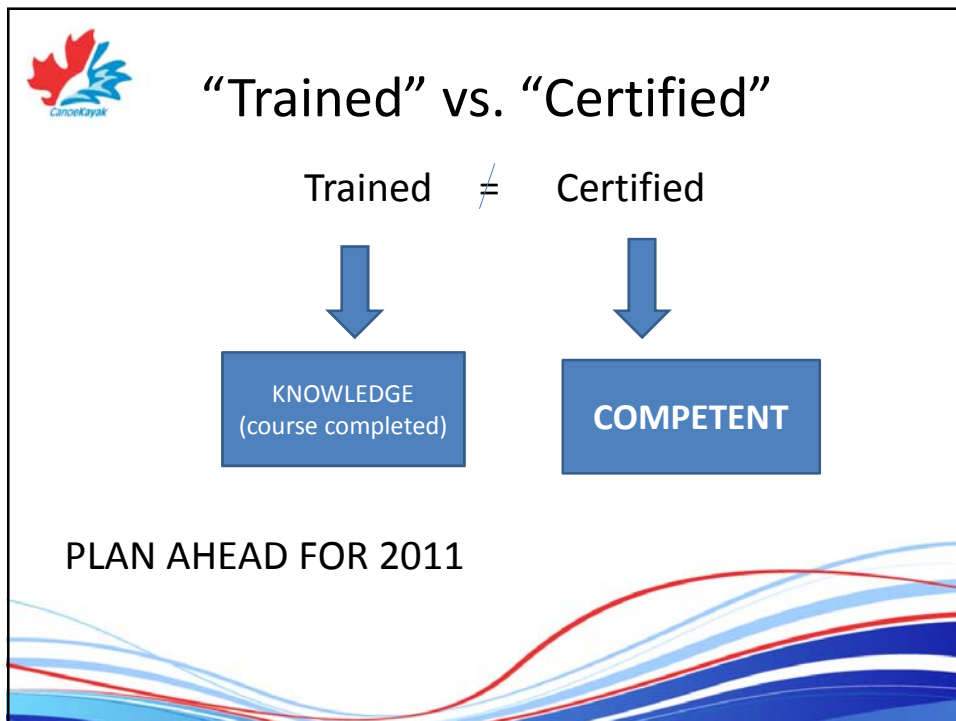 CanoeKayak
“Trained” vs. “Certified”
Trained ≠ Certified
KNOWLEDGE
(course completed)
COMPETENT
PLAN AHEAD FOR 2011